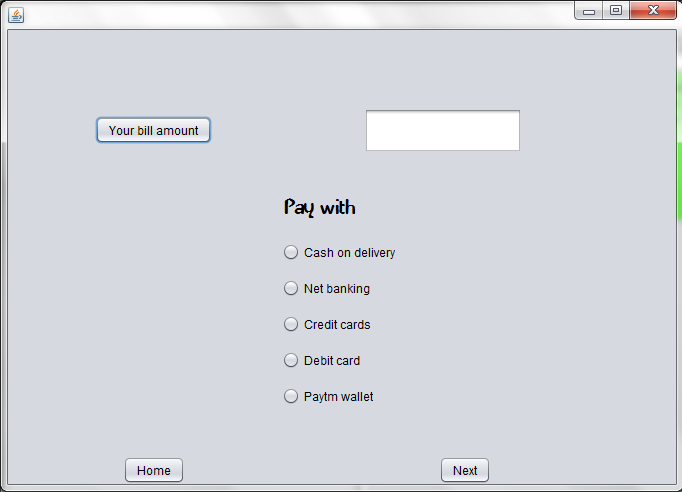 Your bill amount
Pay with
Cash on delivery
Net banking
Credit cards
Debit card
Paytm wallet
Home
Next